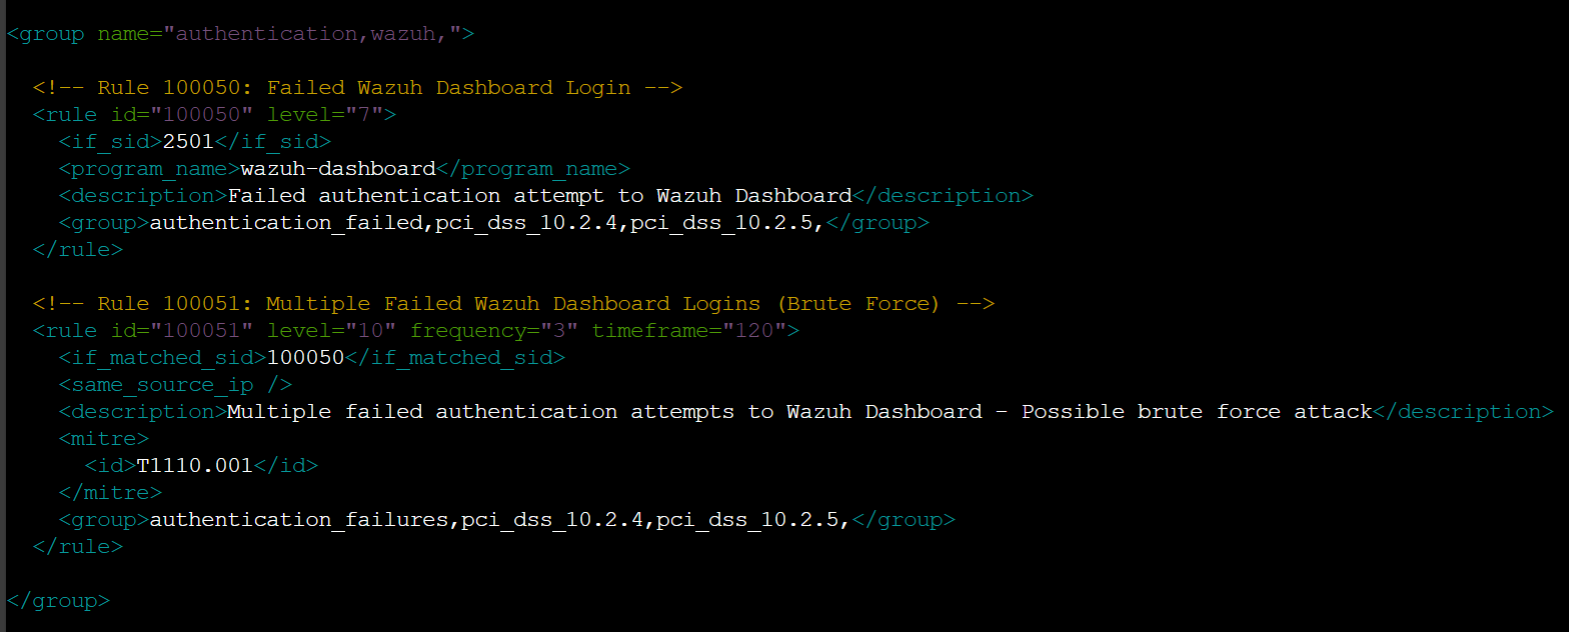 <group name="authentication,wazuh,">
<!-- Rule 100050: Failed Wazuh Dashboard Login -->
<rule id="100050" level="7">
<if_sid>2501</if_sid>
<program_name>wazuh-dashboard</program_name>
<description>Failed authentication attempt to Wazuh Dashboard</description>
<group>authentication_failed,pci_dss_10.2.4,pci_dss_10.2.5,</group>
</rule>
<!-- Rule 100051: Multiple Failed Wazuh Dashboard Logins (Brute Force) -->
<rule id="100051" level="10" frequency="3" timeframe="120">
<if_matched_sid>100050</if_matched_sid>
<same_source_ip />
<description>Multiple failed authentication attempts to Wazuh Dashboard - Possible brute force attack</description>
<mitre>
<id>T1110.001</id>
</mitre>
<group>authentication_failures,pci_dss_10.2.4,pci_dss_10.2.5,</group>
</rule>
</group>